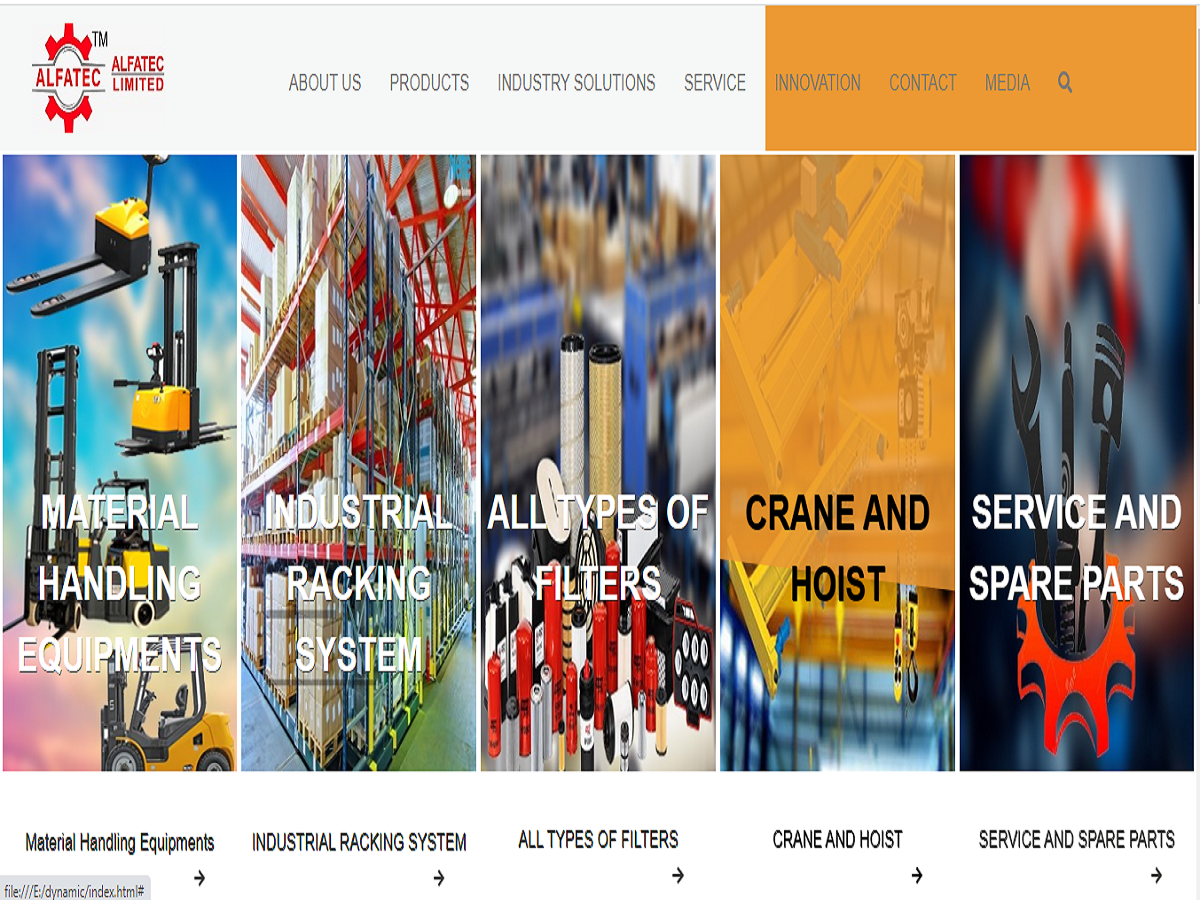 TM
ALFATEC
ALFATEC
LIMITED
ABOUT US PRODUCTS INDUSTRY SOLUTIONS SERVICE INNOVATION CONTACT MEDIA
MATERIAL
HANDLING
EQUIPMENTS
INDUSTRIAL
RACKING
SYSTEM
ALL TYPES OF
FILTERS
CRANE AND
HOIST
SERVICE AND
SPARE PARTS
Material Handling Equipments
INDUSTRIAL RACKING SYSTEM
ALL TYPES OF FILTERS
CRANE AND HOIST
SERVICE AND SPARE PARTS
file:///E:/dynamic/index.html#